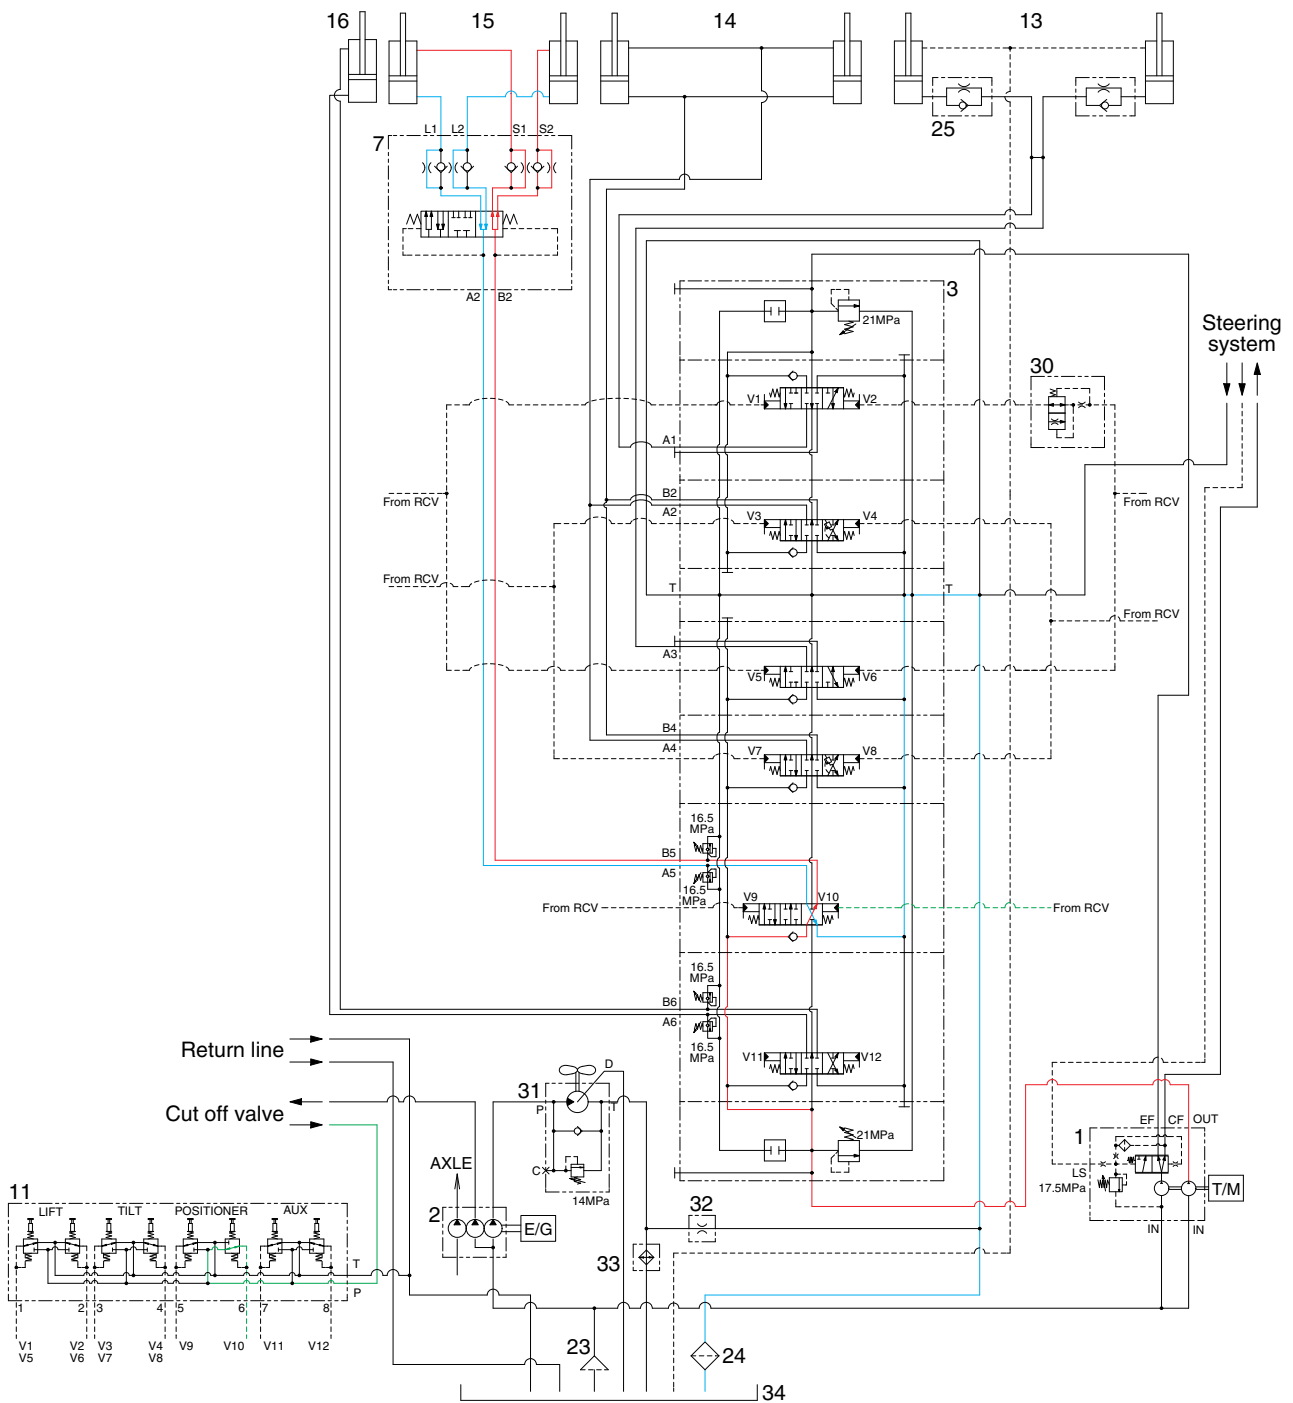 16
15
14
13
25
7
L1
L2
S1
S2
A2
B2
3
21MPa
Steering
system
30
V1
V2
A1
From RCV
From RCV
B2
A2
V3
V4
From RCV
From RCV
T
T
A3
V5
V6
B4
A4
V7
V8
16.5
MPa
B5
A5
16.5
MPa
V9
V10
From RCV
From RCV
16.5
MPa
B6
A6
16.5
MPa
V11
V12
Return line
Cut off valve
31
D
P
T
C
14MPa
21MPa
EF
CF
OUT
1
LS
17.5MPa
T/M
IN
IN
AXLE
2
E/G
32
33
11
LIFT
TILT
POSITIONER
AUX
T
P
1
2
3
4
5
6
7
8
V1
V5
V2
V6
V3
V7
V4
V8
V9
V10
V11
V12
23
24
34